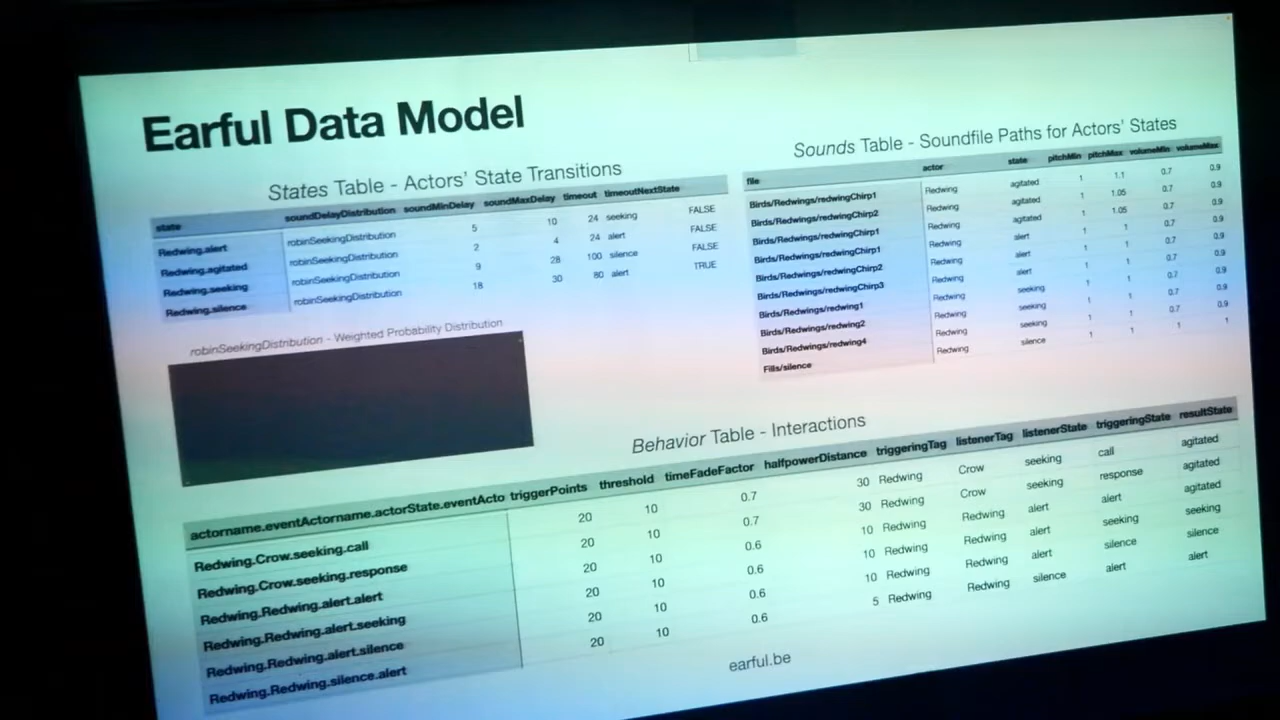 Earful Data Model
States Table - Actors' State Transitions
state soundDelayDistribution soundMinDelay soundMaxDelay timeout timeoutNextState
Redwing.alert robinSeekingDistribution 5 10 24 seeking FALSE
Redwing.agitated robinSeekingDistribution 2 4 24 alert FALSE
Redwing.seeking robinSeekingDistribution 9 28 100 silence FALSE
Redwing.silence robinSeekingDistribution 18 30 80 alert TRUE
robinSeekingDistribution - Weighted Probability Distribution
Sounds Table - Soundfile Paths for Actors' States
file actor state pitchMin pitchMax volumeMin volumeMax
Birds/Redwings/redwingChirp1 Redwing agitated 1 1.1 0.7 0.9
Birds/Redwings/redwingChirp2 Redwing agitated 1 1.05 0.7 0.9
Birds/Redwings/redwingChirp1 Redwing agitated 1 1.05 0.7 0.9
Birds/Redwings/redwingChirp1 Redwing alert 1 1 0.7 0.9
Birds/Redwings/redwingChirp2 Redwing alert 1 1 0.7 0.9
Birds/Redwings/redwingChirp3 Redwing alert 1 1 0.7 0.9
Birds/Redwings/redwing1 Redwing seeking 1 1 0.7 0.9
Birds/Redwings/redwing2 Redwing seeking 1 1 0.7 0.9
Birds/Redwings/redwing4 Redwing seeking 1 1 0.7 0.9
Fills/silence Redwing silence 1 1 1 1
Behavior Table - Interactions
actorname.eventActorname.actorState.eventActo triggerPoints threshold timeFadeFactor halfpowerDistance triggeringTag listenerTag listenerState triggeringState resultState
Redwing.Crow.seeking.call 20 10 0.7 30 Redwing Crow seeking call agitated
Redwing.Crow.seeking.response 20 10 0.7 30 Redwing Crow seeking response agitated
Redwing.Redwing.alert.alert 20 10 0.6 10 Redwing Redwing alert alert agitated
Redwing.Redwing.alert.seeking 20 10 0.6 10 Redwing Redwing alert seeking seeking
Redwing.Redwing.alert.silence 20 10 0.6 10 Redwing Redwing alert silence silence
Redwing.Redwing.silence.alert 20 10 0.6 5 Redwing Redwing silence alert alert
earful.be